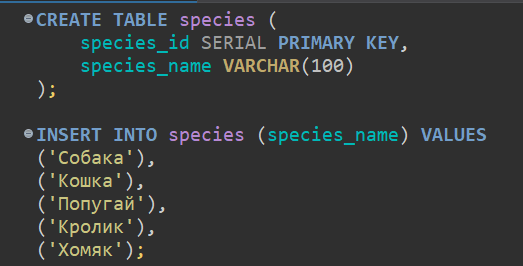 CREATE TABLE species (
species_id SERIAL PRIMARY KEY,
species_name VARCHAR(100)
);
INSERT INTO species (species_name) VALUES
('Собака'),
('Кошка'),
('Попугай'),
('Кролик'),
('Хомяк');